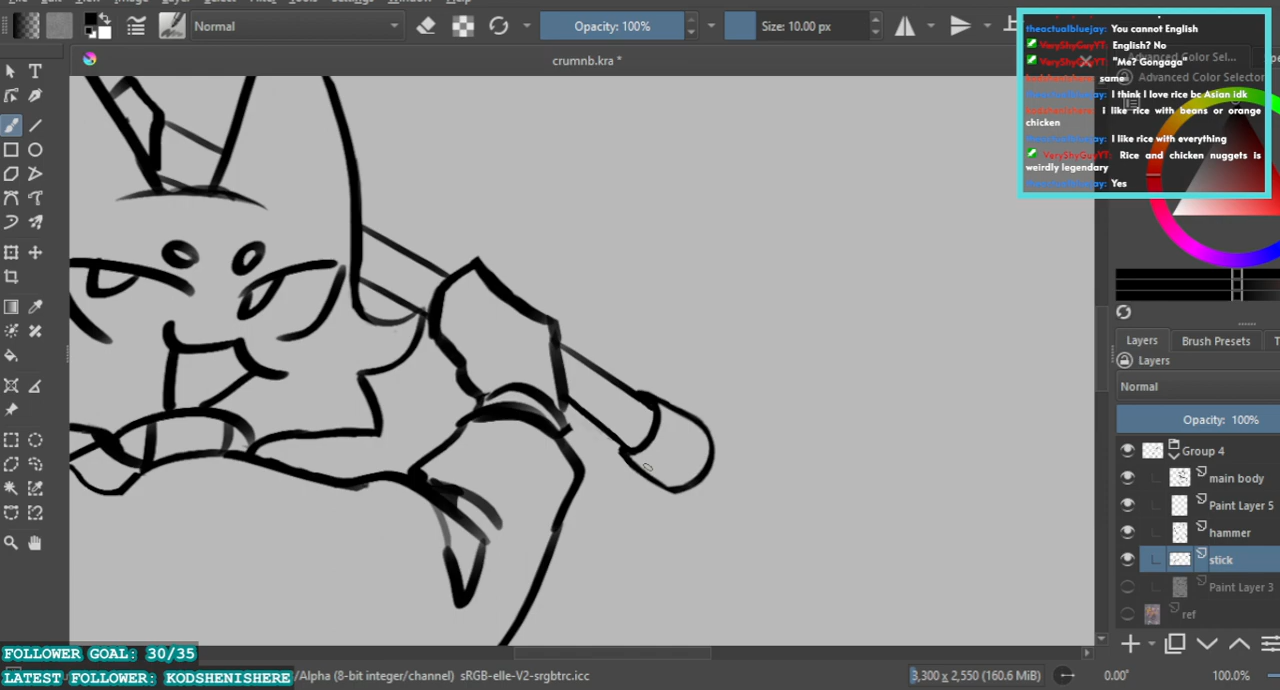 Normal
Opacity: 100%
Size: 10.00 px
crumnb.kra *
theactualbluejay: You cannot English
VeryShyGuyYT: English? No
VeryShyGuyYT: "Me? Gongaga"
same
I think I love rice bc Asian idk
i like rice with beans or orange
chicken
I like rice with everything
VeryShyGuyYT: Rice and chicken nuggets is
weirdly legendary
Yes
Advanced Color Sel...
Advanced Color Selector
Layers
Brush Presets
T
Layers
Normal
Opacity: 100%
Group 4
main body
Paint Layer 5
hammer
stick
Paint Layer 3
ref
FOLLOWER GOAL: 30/35
LATEST FOLLOWER: KODSHENISHERE
/Alpha (8-bit integer/channel) sRGB-elle-V2-srgbtrc.icc
3,300 x 2,550 (160.6 MiB)
0.00°
100.0%